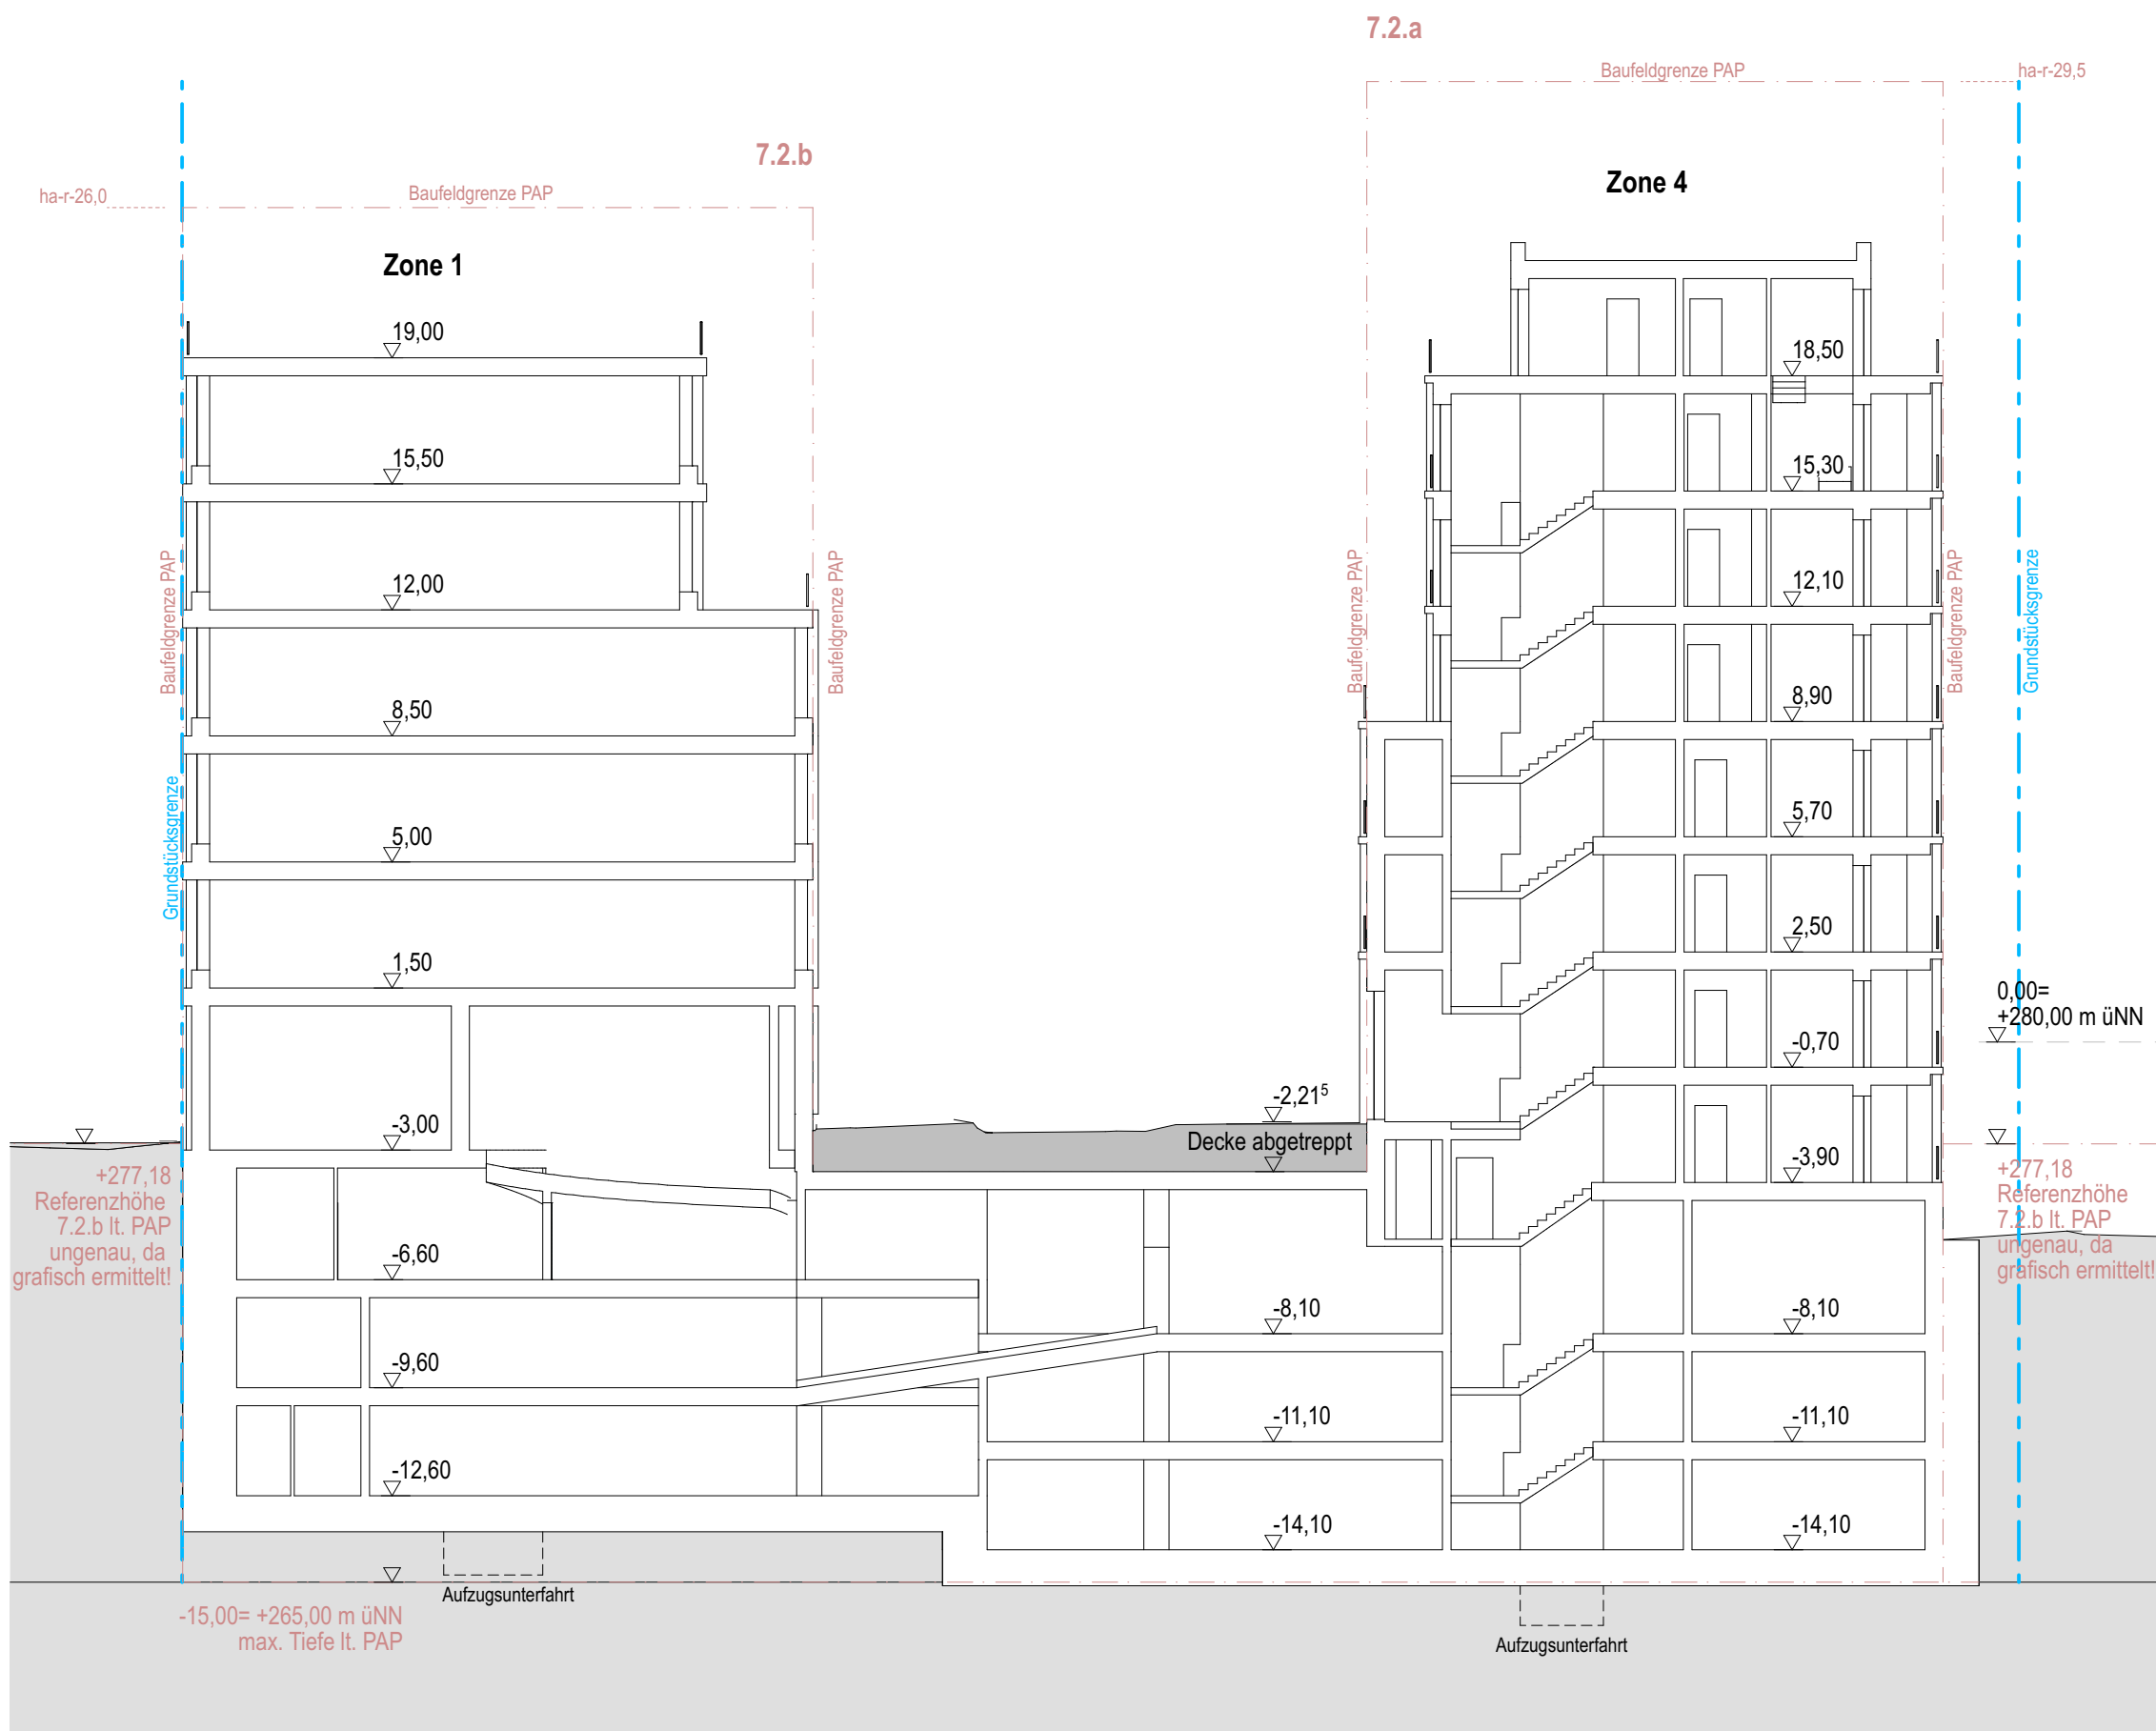 7.2.a
Baufeldgrenze PAP
ha-r-29,5
7.2.b
Zone 4
ha-r-26,0
Baufeldgrenze PAP
Zone 1
19,00
18,50
15,50
15,30
12,00
12,10
Baufeldgrenze PAP
Baufeldgrenze PAP
Baufeldgrenze PAP
Baufeldgrenze PAP
Grundstücksgrenze
8,50
8,90
Grundstücksgrenze
5,00
5,70
1,50
2,50
0,00=
+280,00 m üNN
-0,70
-2,21⁵
-3,00
Decke abgetreppt
-3,90
+277,18
Referenzhöhe
7.2.b lt. PAP
ungenau, da
grafisch ermittelt!
+277,18
Referenzhöhe
7.2.b lt. PAP
ungenau, da
grafisch ermittelt!
-6,60
-8,10
-8,10
-9,60
-11,10
-11,10
-12,60
-14,10
-14,10
Aufzugsunterfahrt
-15,00= +265,00 m üNN
max. Tiefe lt. PAP
Aufzugsunterfahrt